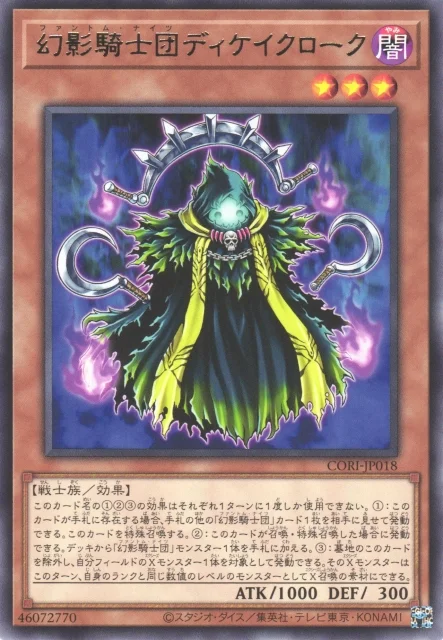 幻影騎士団ディケイクローク
闇
CORI-JP018
【戦士族/効果】
このカード名の①②③の効果はそれぞれ1ターンに1度しか使用できない。①:こ
のカードが手札に存在する場合、手札の他の「幻影騎士団」カード1枚を相手に見せて発動
できる。このカードを特殊召喚する。②:このカードが召喚・特殊召喚した場合に発動
できる。デッキから「幻影騎士団」モンスター1体を手札に加える。③:墓地のこのカード
を除外し、自分フィールドのXモンスター1体を対象として発動できる。そのXモンスターは
このターン、自身のランクと同じ数値のレベルのモンスターとしてX召喚の素材にできる。
ATK/1000 DEF/ 300
46072770
©スタジオ・ダイス/集英社・テレビ東京・KONAMI